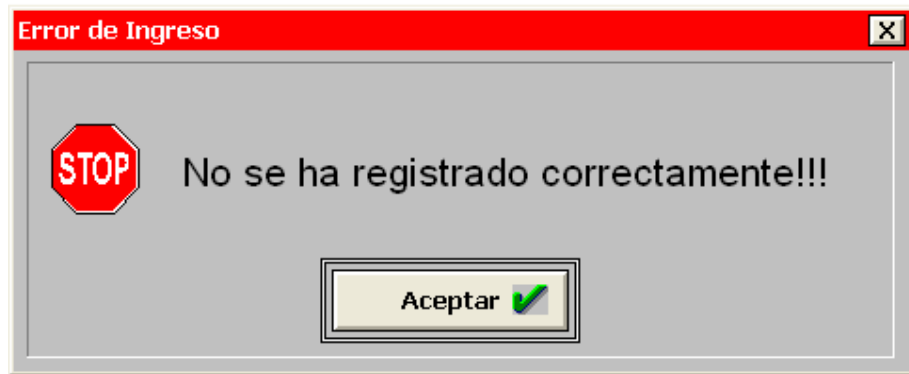 Error de Ingreso
STOP
No se ha registrado correctamente!!!
Aceptar